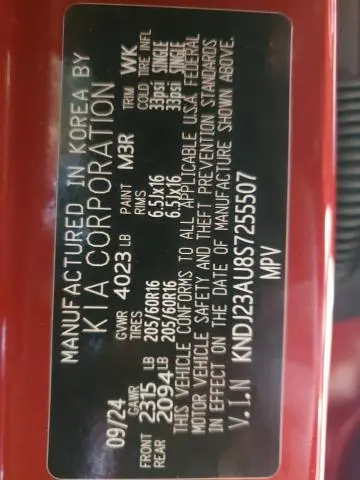 MANUFACTURED IN KOREA BY
KIA CORPORATION
09/24 GVWR 4023 LB PAINT M3R TRIM WK
GAWR TIRES RIMS COLD TIRE INFL
FRONT 2315 LB 205/60R16 6.5Jx16 33psi SINGLE
REAR 2094 LB 205/60R16 6.5Jx16 33psi SINGLE
THIS VEHICLE CONFORMS TO ALL APPLICABLE U.S.A. FEDERAL
MOTOR VEHICLE SAFETY AND THEFT PREVENTION STANDARDS
IN EFFECT ON THE DATE OF MANUFACTURE SHOWN ABOVE.
V.I.N KNDJ23AU8S7255507
MPV